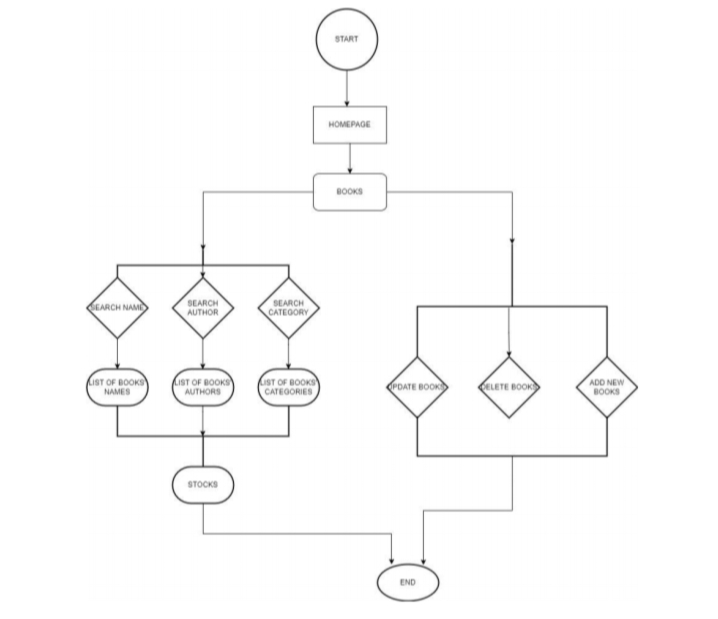 START
HOMEPAGE
BOOKS
SEARCH NAME
SEARCH
AUTHOR
SEARCH
CATEGORY
LIST OF BOOKS'
NAMES
LIST OF BOOKS'
AUTHORS
LIST OF BOOKS'
CATEGORIES
UPDATE BOOKS
DELETE BOOKS
ADD NEW
BOOKS
STOCKS
END